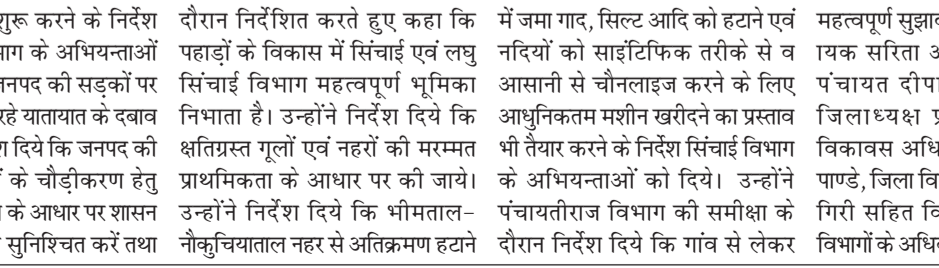 शुरू करने के निर्देश
के अभियन्ताओं
जनपद की सड़कों पर
रहे यातायात के दबाव
दिये कि जनपद की
के चौड़ीकरण हेतु
के आधार पर शासन
सुनिश्चित करें तथा
दौरान निर्देशित करते हुए कहा कि
पहाड़ों के विकास में सिंचाई एवं लघु
सिंचाई विभाग महत्वपूर्ण भूमिका
निभाता है। उन्होंने निर्देश दिये कि
क्षतिग्रस्त गूलों एवं नहरों की मरम्मत
प्राथमिकता के आधार पर की जाये।
उन्होंने निर्देश दिये कि भीमताल–
नौकुचियाताल नहर से अतिक्रमण हटाने
में जमा गाद, सिल्ट आदि को हटाने एवं
नदियों को साइंटिफिक तरीके से व
आसानी से चौनलाइज करने के लिए
आधुनिकतम मशीन खरीदने का प्रस्ताव
भी तैयार करने के निर्देश सिंचाई विभाग
के अभियन्ताओं को दिये। उन्होंने
पंचायतीराज विभाग की समीक्षा के
दौरान निर्देश दिये कि गांव से लेकर
महत्वपूर्ण
यक सरिता
पंचायत
जिलाध्यक्ष
विकावस
पाण्डे, जिला
गिरी सहित
विभागों के